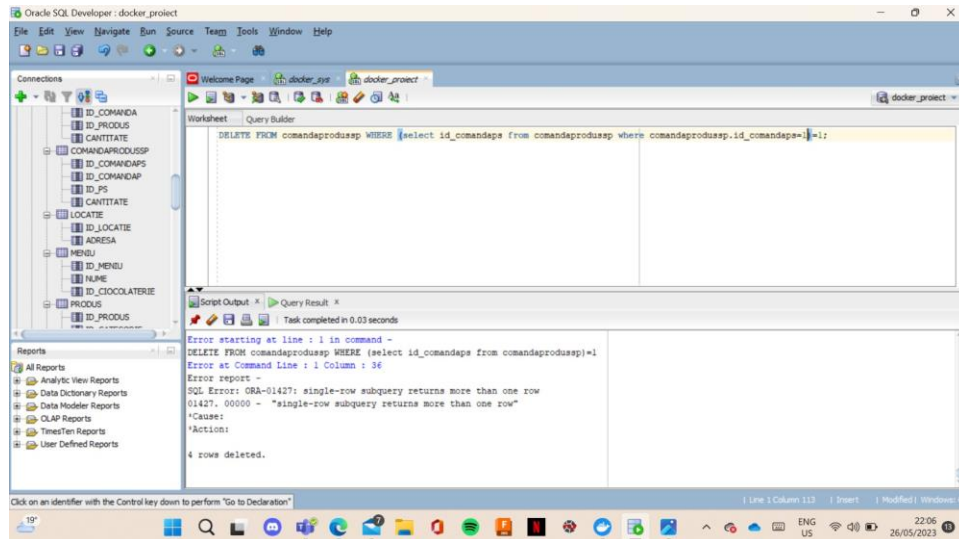 Oracle SQL Developer : docker_proiect
File Edit View Navigate Run Source Team Tools Window Help
Connections
Welcome Page docker_sys docker_proiect
docker_proiect
Worksheet Query Builder
DELETE FROM comandaprodussp WHERE (select id_comandaps from comandaprodussp where comandaprodussp.id_comandaps=1)=1;
ID_COMANDA
ID_PRODUS
CANTITATE
COMANDAPRODUSSP
ID_COMANDAPS
ID_COMANDAP
ID_PS
CANTITATE
LOCATIE
ID_LOCATIE
ADRESA
MENIU
ID_MENIU
NUME
ID_CIOCOLATERIE
PRODUS
ID_PRODUS
Reports
All Reports
Analytic View Reports
Data Dictionary Reports
Data Modeler Reports
OLAP Reports
TimesTen Reports
User Defined Reports
Script Output Query Result
Task completed in 0.03 seconds
Error starting at line : 1 in command -
DELETE FROM comandaprodussp WHERE (select id_comandaps from comandaprodussp)=1
Error at Command Line : 1 Column : 36
Error report -
SQL Error: ORA-01427: single-row subquery returns more than one row
01427. 00000 - "single-row subquery returns more than one row"
*Cause:
*Action:
4 rows deleted.
Click on an identifier with the Control key down to perform "Go to Declaration"
Line 1 Column 113 Insert Modified Windows:
19°
ENG
US
22:06
26/05/2023
13